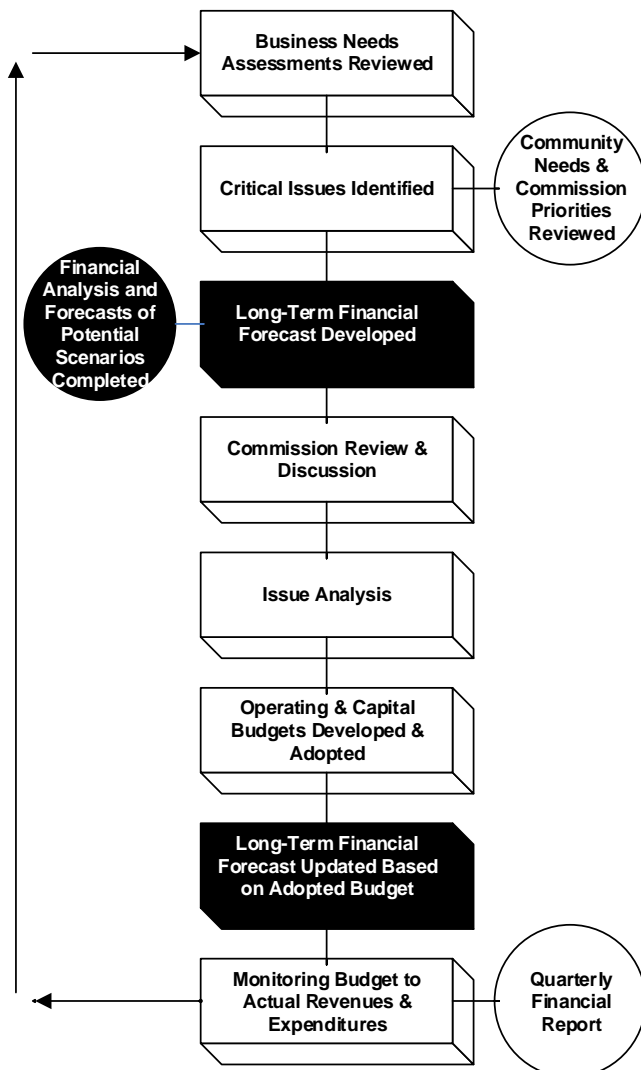 Business Needs
Assessments Reviewed
Critical Issues Identified
Community
Needs &
Commission
Priorities
Reviewed
Financial
Analysis and
Forecasts of
Potential
Scenarios
Completed
Long-Term Financial
Forecast Developed
Commission Review &
Discussion
Issue Analysis
Operating & Capital
Budgets Developed &
Adopted
Long-Term Financial
Forecast Updated Based
on Adopted Budget
Monitoring Budget to
Actual Revenues &
Expenditures
Quarterly
Financial
Report